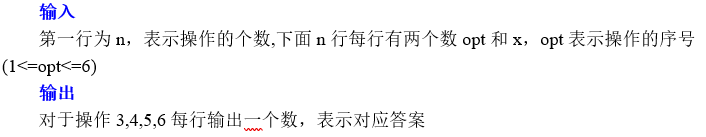 输入
第一行为 n，表示操作的个数,下面 n 行每行有两个数 opt 和 x，opt 表示操作的序号
(1<=opt<=6)
输出
对于操作 3,4,5,6 每行输出一个数，表示对应答案